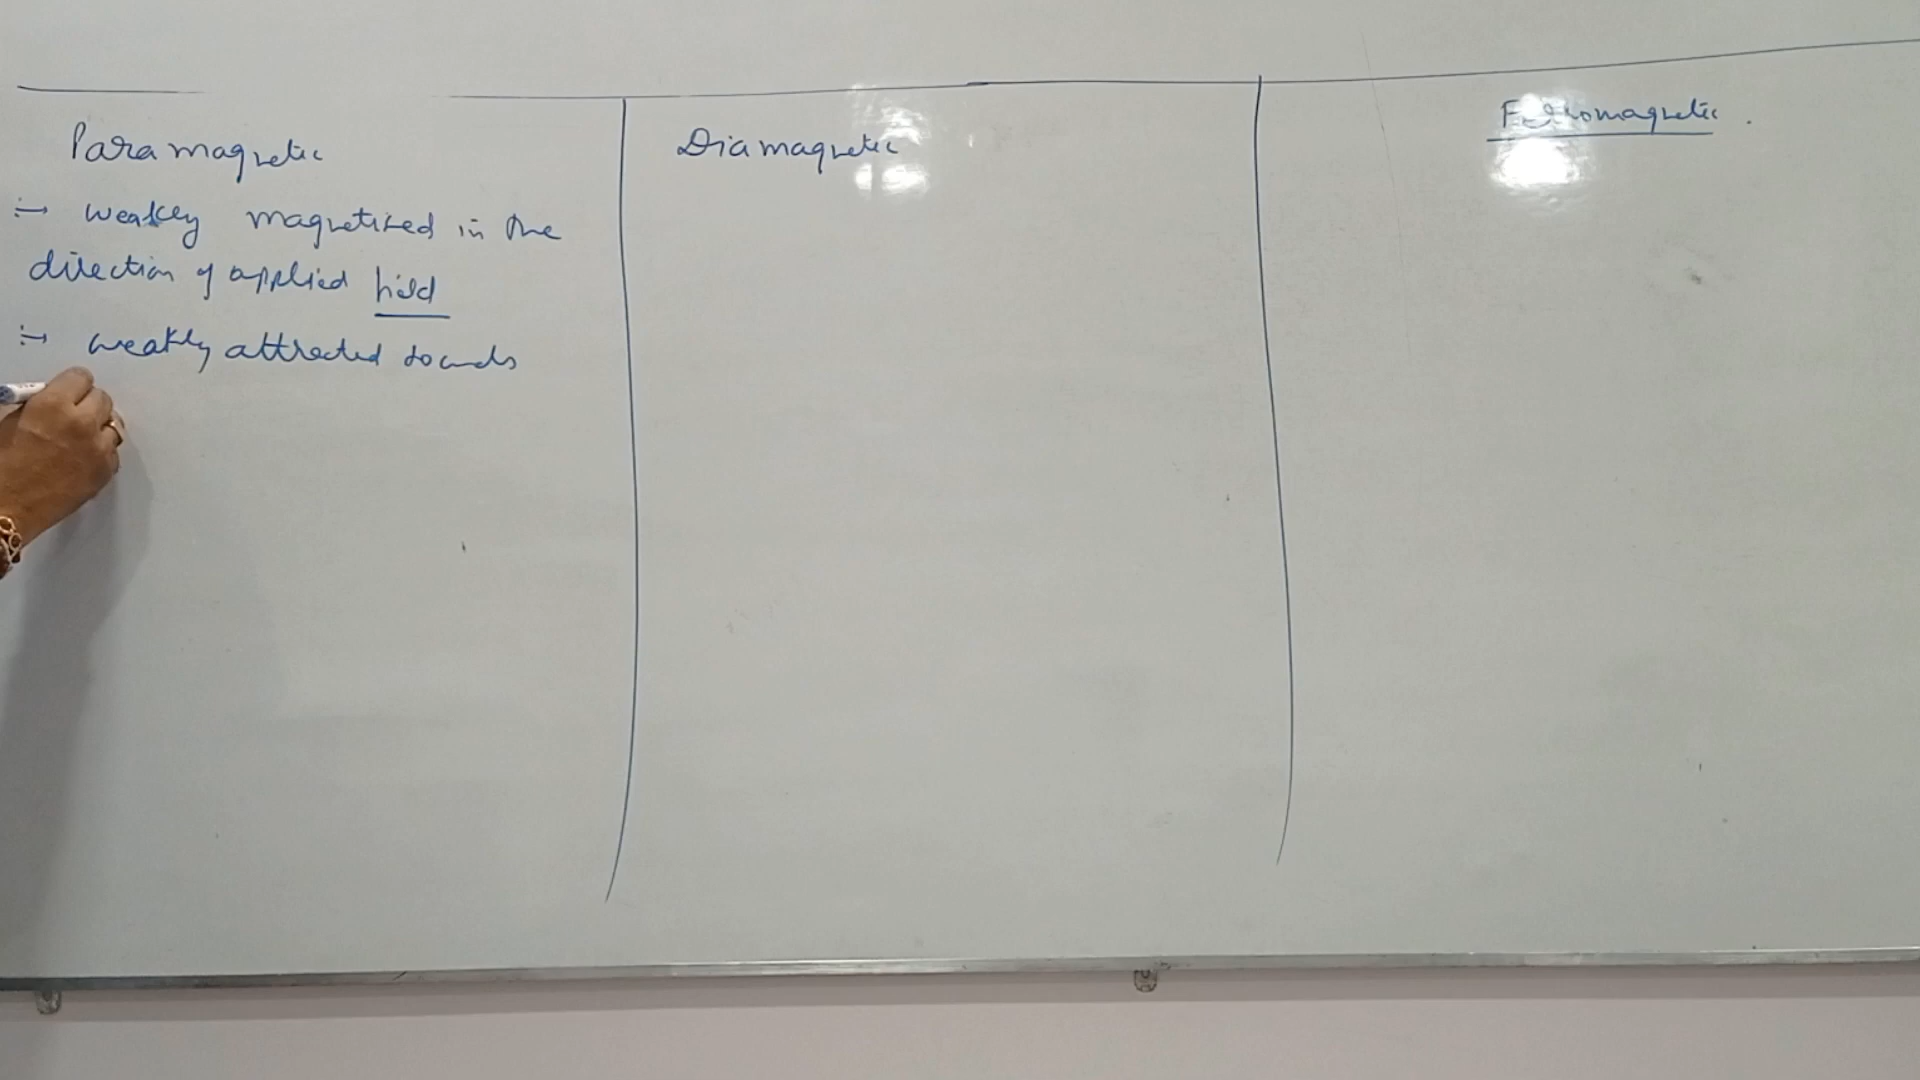 Paramagnetic
Diamagnetic
Ferromagnetic.
:→ weakly magnetized in the
direction of applied field
:→ weakly attracted towards